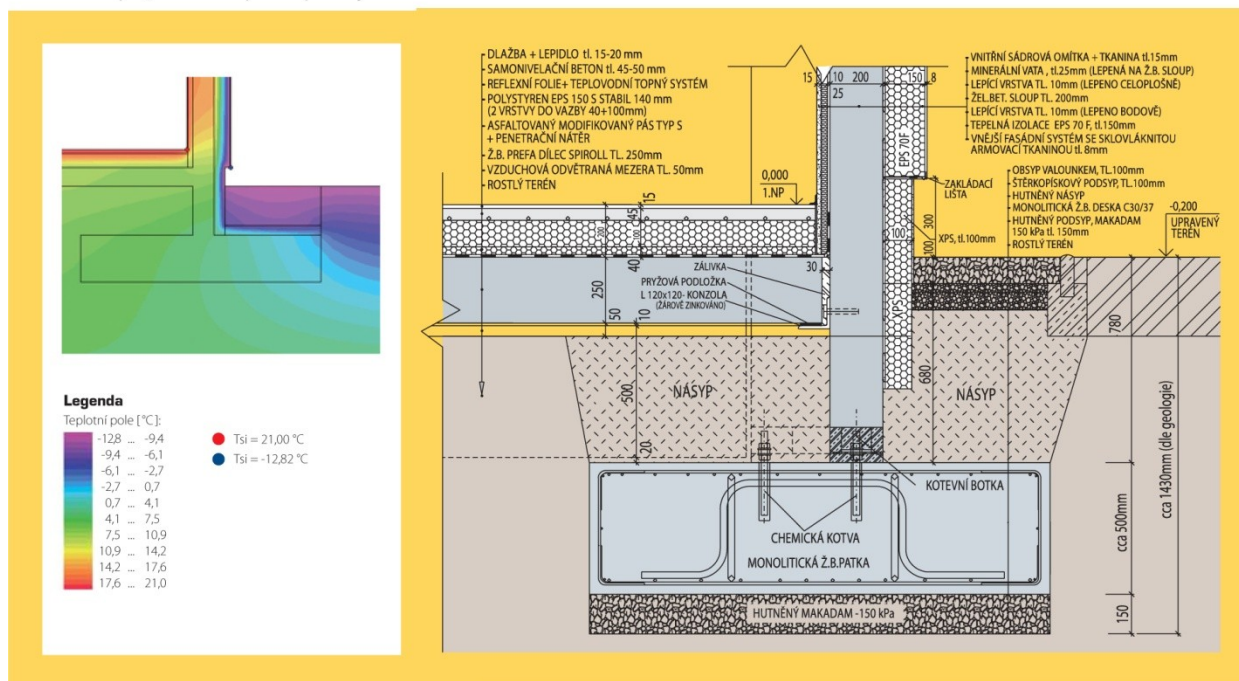 Legenda
Teplotní pole [°C]:
-12,8 ... -9,4
-9,4 ... -6,1
-6,1 ... -2,7
-2,7 ... 0,7
0,7 ... 4,1
4,1 ... 7,5
7,5 ... 10,9
10,9 ... 14,2
14,2 ... 17,6
17,6 ... 21,0
Tsi = 21,00 °C
Tsi = -12,82 °C
DLAŽBA + LEPIDLO tl. 15-20 mm
SAMONIVELAČNÍ BETON tl. 45-50 mm
REFLEXNÍ FOLIE+ TEPLOVODNÍ TOPNÝ SYSTÉM
POLYSTYREN EPS 150 S STABIL 140 mm
(2 VRSTVY DO VAZBY 40+100mm)
ASFALTOVANÝ MODIFIKOVANÝ PÁS TYP S
+ PENETRAČNÍ NÁTĚR
Ž.B. PREFA DÍLEC SPIROLL TL. 250mm
VZDUCHOVÁ ODVĚTRANÁ MEZERA TL. 50mm
ROSTLÝ TERÉN
15 10 200 150 8
25
VNITŘNÍ SÁDROVÁ OMÍTKA + TKANINA tl.15mm
MINERÁLNÍ VATA , tl.25mm (LEPENÁ NA Ž.B. SLOUP)
LEPÍCÍ VRSTVA TL. 10mm (LEPENO CELOPLOŠNĚ)
ŽEL.BET. SLOUP TL. 200mm
LEPÍCÍ VRSTVA TL. 10mm (LEPENO BODOVĚ)
TEPELNÁ IZOLACE EPS 70 F, tl.150mm
VNĚJŠÍ FASÁDNÍ SYSTÉM SE SKLOVLÁKNITOU
ARMOVACÍ TKANINOU tl. 8mm
EPS 70F
OBSYP VALOUNKEM, TL.100mm
ŠTĚRKOPÍSKOVÝ PODSYP, TL.100mm
HUTNĚNÝ NÁSYP
MONOLITICKÁ Ž.B. DESKA C30/37
HUTNĚNÝ PODSYP, MAKADAM
150 kPa tl. 150mm
ROSTLÝ TERÉN
ZAKLÁDACÍ
LIŠTA
XPS, tl.100mm
300
100
100
-0,200
UPRAVENÝ
TERÉN
0,000
1.NP
15
45
100
40
250
50
10
30
ZÁLIVKA
PRYŽOVÁ PODLOŽKA
L 120x120- KONZOLA
(ŽÁROVĚ ZINKOVÁNO)
XPS
780
680
500
20
NÁSYP
NÁSYP
KOTEVNÍ BOTKA
CHEMICKÁ KOTVA
MONOLITICKÁ Ž.B.PATKA
HUTNĚNÝ MAKADAM -150 kPa
cca 500mm
150
cca 1430mm (dle geologie)